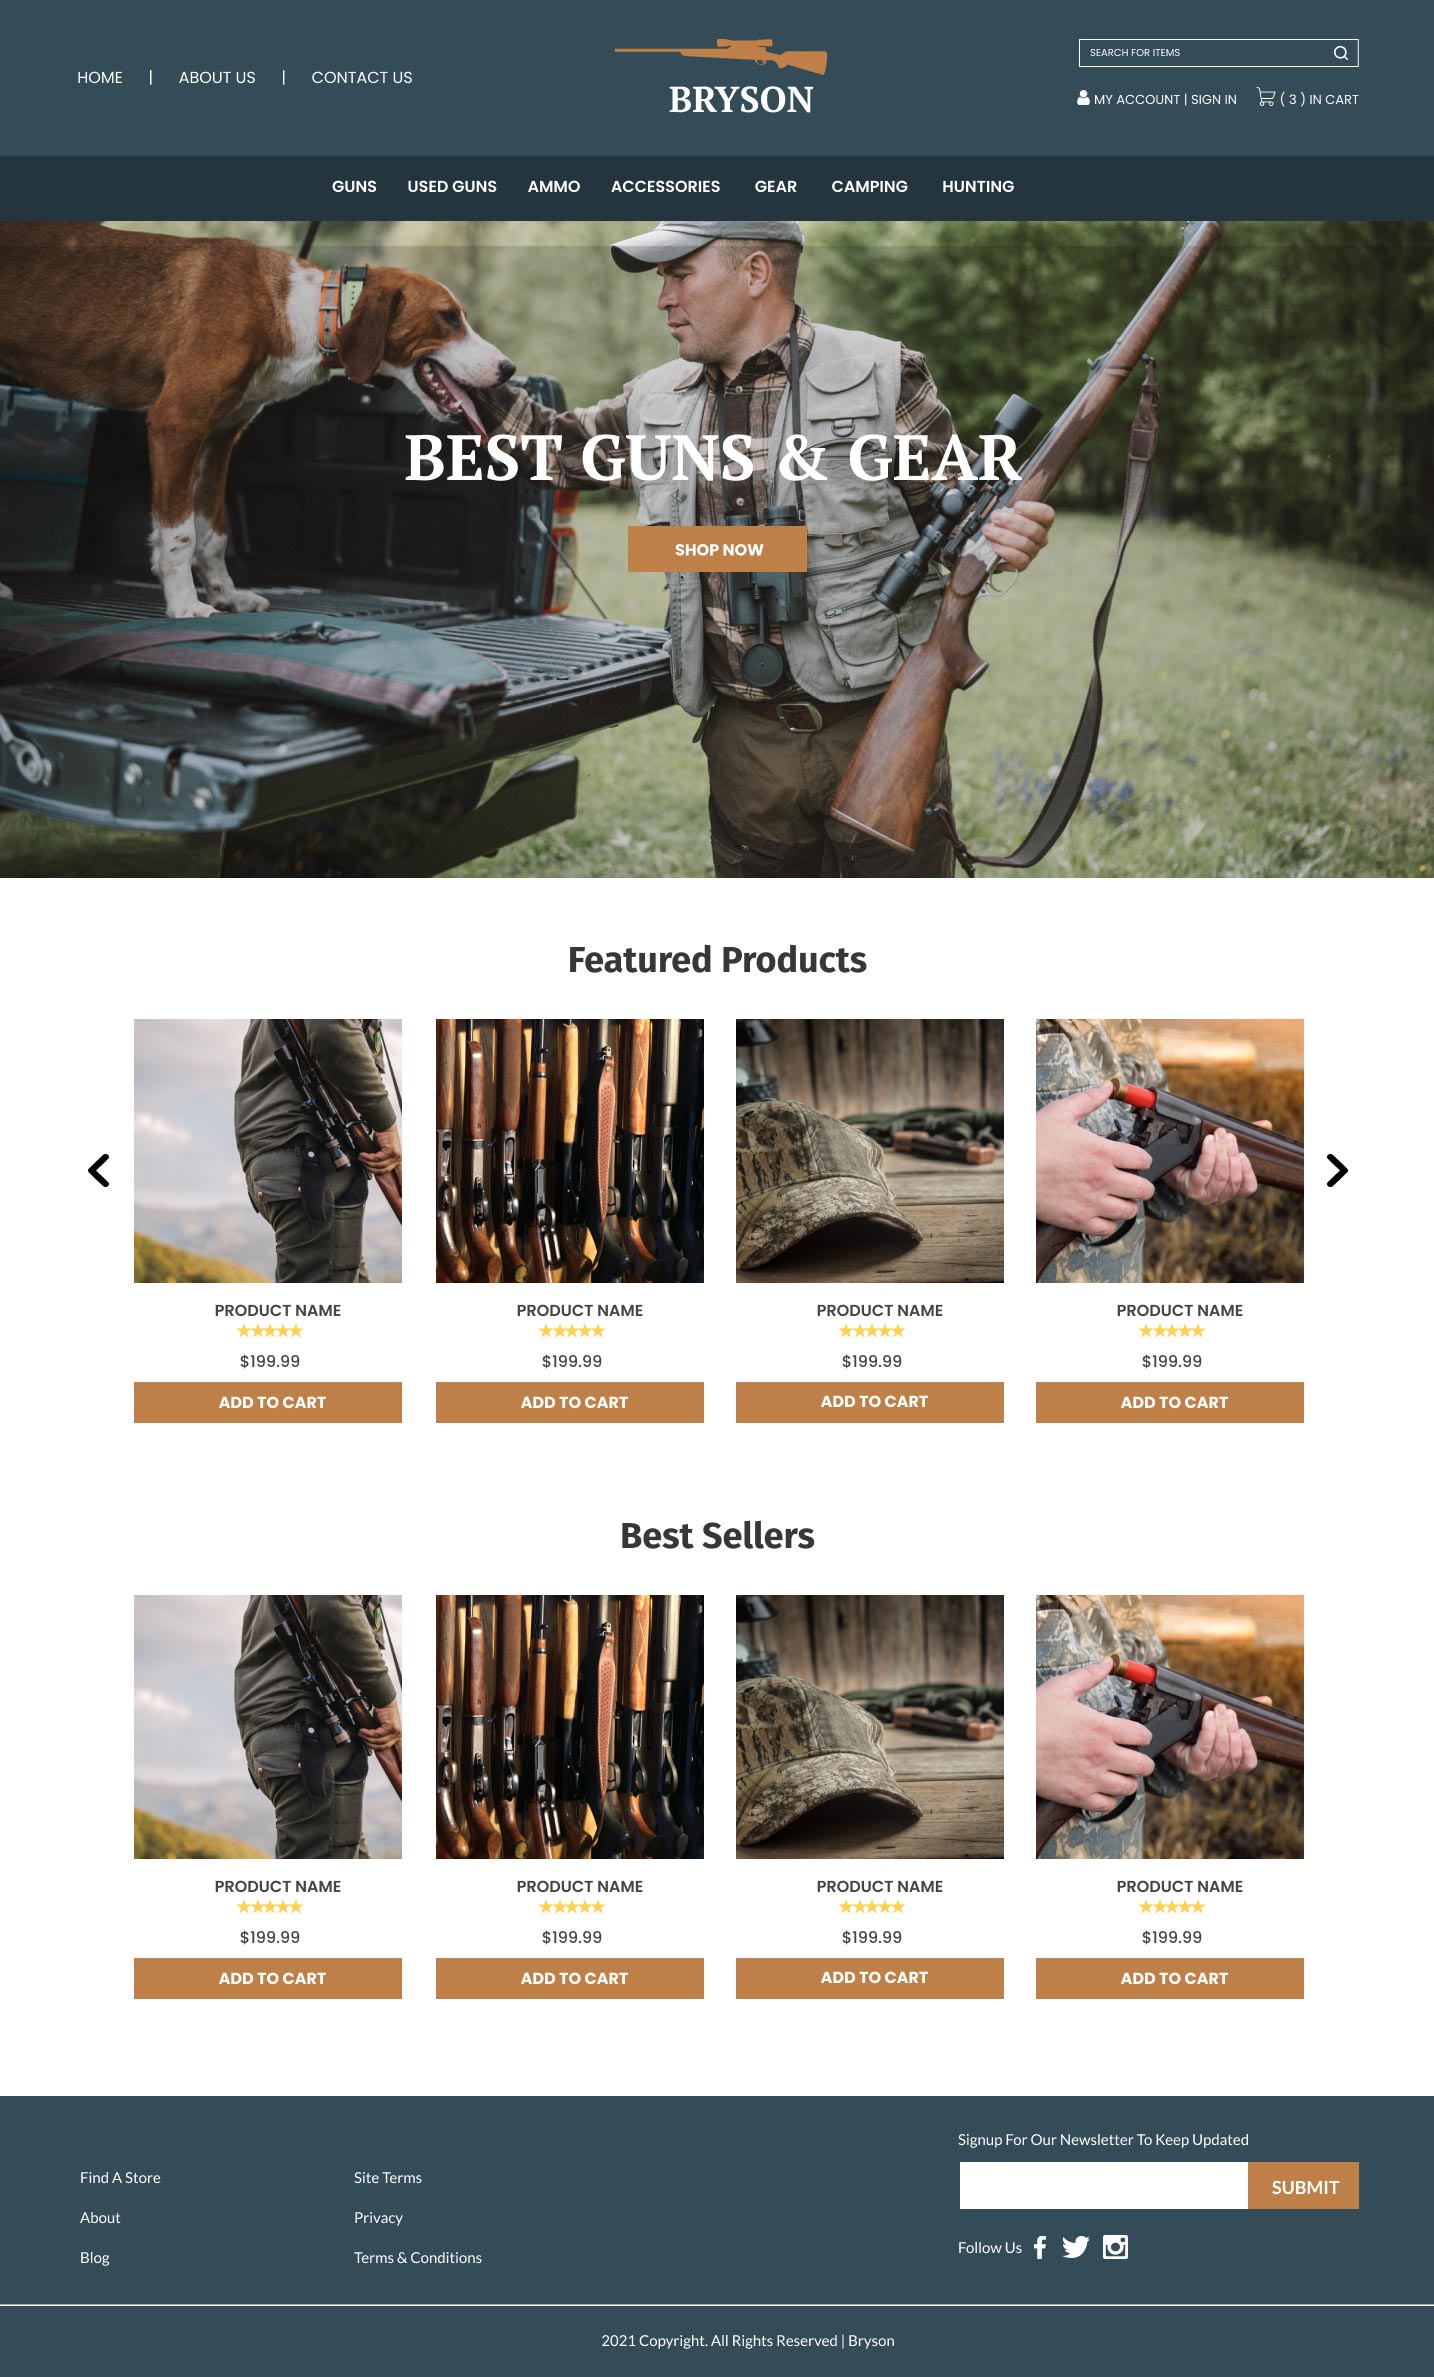 HOME | ABOUT US | CONTACT US
BRYSON
SEARCH FOR ITEMS
MY ACCOUNT | SIGN IN ( 3 ) IN CART
GUNS USED GUNS AMMO ACCESSORIES GEAR CAMPING HUNTING
BEST GUNS & GEAR
SHOP NOW
Featured Products
PRODUCT NAME PRODUCT NAME PRODUCT NAME PRODUCT NAME
$199.99 $199.99 $199.99 $199.99
ADD TO CART ADD TO CART ADD TO CART ADD TO CART
Best Sellers
PRODUCT NAME PRODUCT NAME PRODUCT NAME PRODUCT NAME
$199.99 $199.99 $199.99 $199.99
ADD TO CART ADD TO CART ADD TO CART ADD TO CART
Find A Store
About
Blog
Site Terms
Privacy
Terms & Conditions
Signup For Our Newsletter To Keep Updated
SUBMIT
Follow Us
2021 Copyright. All Rights Reserved | Bryson